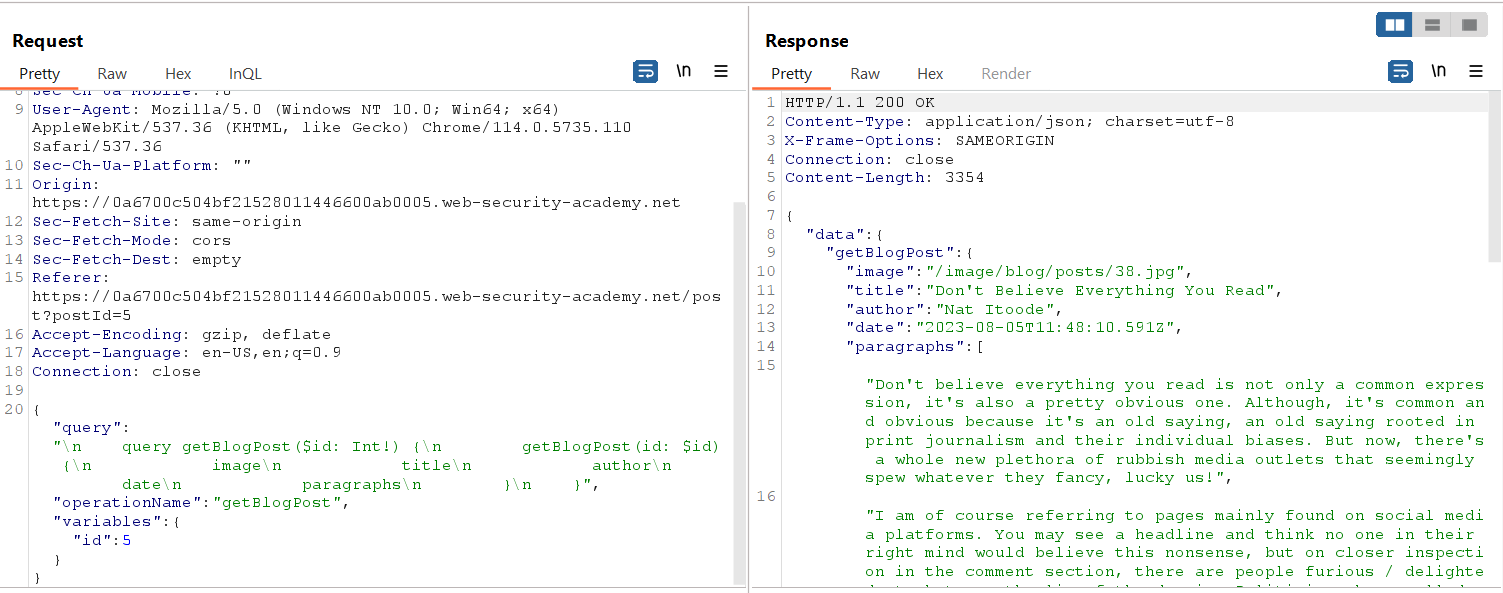 Request
Pretty Raw Hex InQL \n
9 User-Agent: Mozilla/5.0 (Windows NT 10.0; Win64; x64)
AppleWebKit/537.36 (KHTML, like Gecko) Chrome/114.0.5735.110
Safari/537.36
10 Sec-Ch-Ua-Platform: ""
11 Origin:
https://0a6700c504bf21528011446600ab0005.web-security-academy.net
12 Sec-Fetch-Site: same-origin
13 Sec-Fetch-Mode: cors
14 Sec-Fetch-Dest: empty
15 Referer:
https://0a6700c504bf21528011446600ab0005.web-security-academy.net/pos
t?postId=5
16 Accept-Encoding: gzip, deflate
17 Accept-Language: en-US,en;q=0.9
18 Connection: close
19
20 {
"query":
"\n    query getBlogPost($id: Int!) {\n        getBlogPost(id: $id)
{\n            image\n            title\n            author\n
date\n            paragraphs\n        }\n    }",
"operationName":"getBlogPost",
"variables":{
"id":5
}
}
Response
Pretty Raw Hex Render \n
1 HTTP/1.1 200 OK
2 Content-Type: application/json; charset=utf-8
3 X-Frame-Options: SAMEORIGIN
4 Connection: close
5 Content-Length: 3354
6
7 {
8 "data":{
9 "getBlogPost":{
10 "image":"/image/blog/posts/38.jpg",
11 "title":"Don't Believe Everything You Read",
12 "author":"Nat Itoode",
13 "date":"2023-08-05T11:48:10.591Z",
14 "paragraphs":[
15
"Don't believe everything you read is not only a common expres
sion, it's also a pretty obvious one. Although, it's common an
d obvious because it's an old saying, an old saying rooted in
print journalism and their individual biases. But now, there's
a whole new plethora of rubbish media outlets that seemingly
spew whatever they fancy, lucky us!",
16
"I am of course referring to pages mainly found on social medi
a platforms. You may see a headline and think no one in their
right mind would believe this nonsense, but on closer inspecti
on in the comment section, there are people furious / delighte